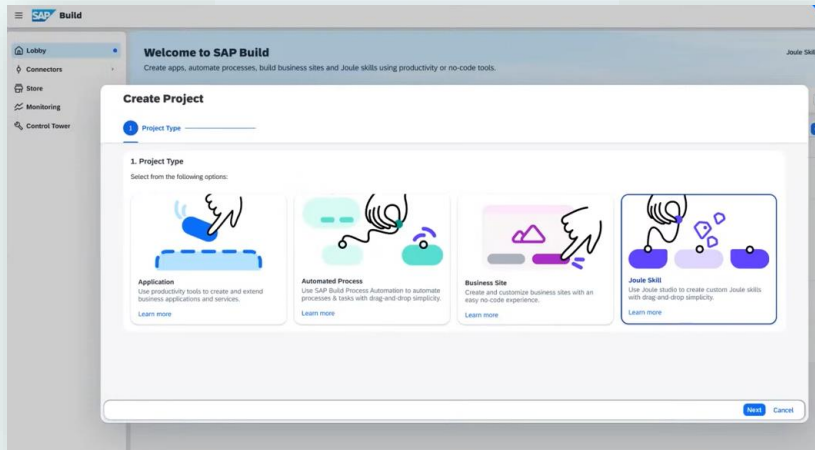 SAP Build
Lobby
Connectors
Store
Monitoring
Control Tower
Welcome to SAP Build
Create apps, automate processes, build business sites and Joule skills using productivity or no-code tools.
Joule Skil
Create Project
1 Project Type
1. Project Type
Select from the following options:
Application
Use productivity tools to create and extend
business applications and services.
Learn more
Automated Process
Use SAP Build Process Automation to automate
processes & tasks with drag-and-drop simplicity.
Learn more
Business Site
Create and customize business sites with an
easy no-code experience.
Learn more
Joule Skill
Use Joule studio to create custom Joule skills
with drag-and-drop simplicity.
Learn more
Next Cancel